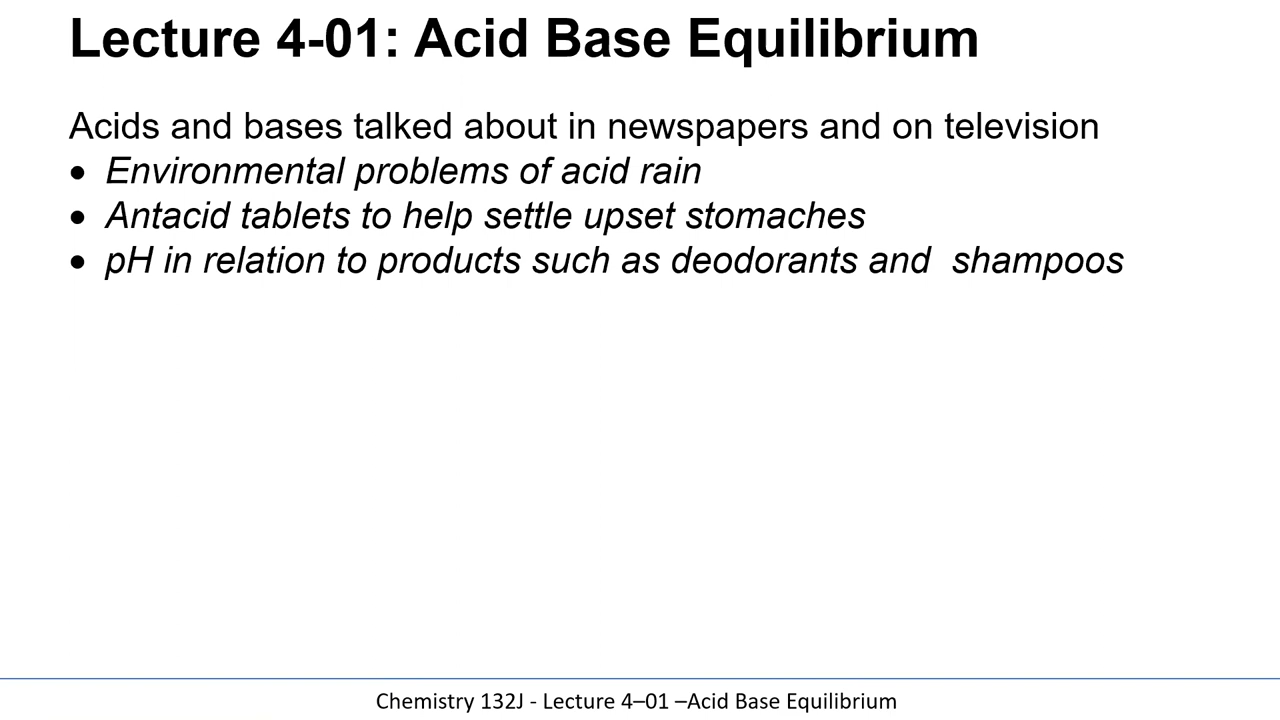 Lecture 4-01: Acid Base Equilibrium
Acids and bases talked about in newspapers and on television
• Environmental problems of acid rain
• Antacid tablets to help settle upset stomaches
• pH in relation to products such as deodorants and  shampoos
Chemistry 132J - Lecture 4–01 –Acid Base Equilibrium